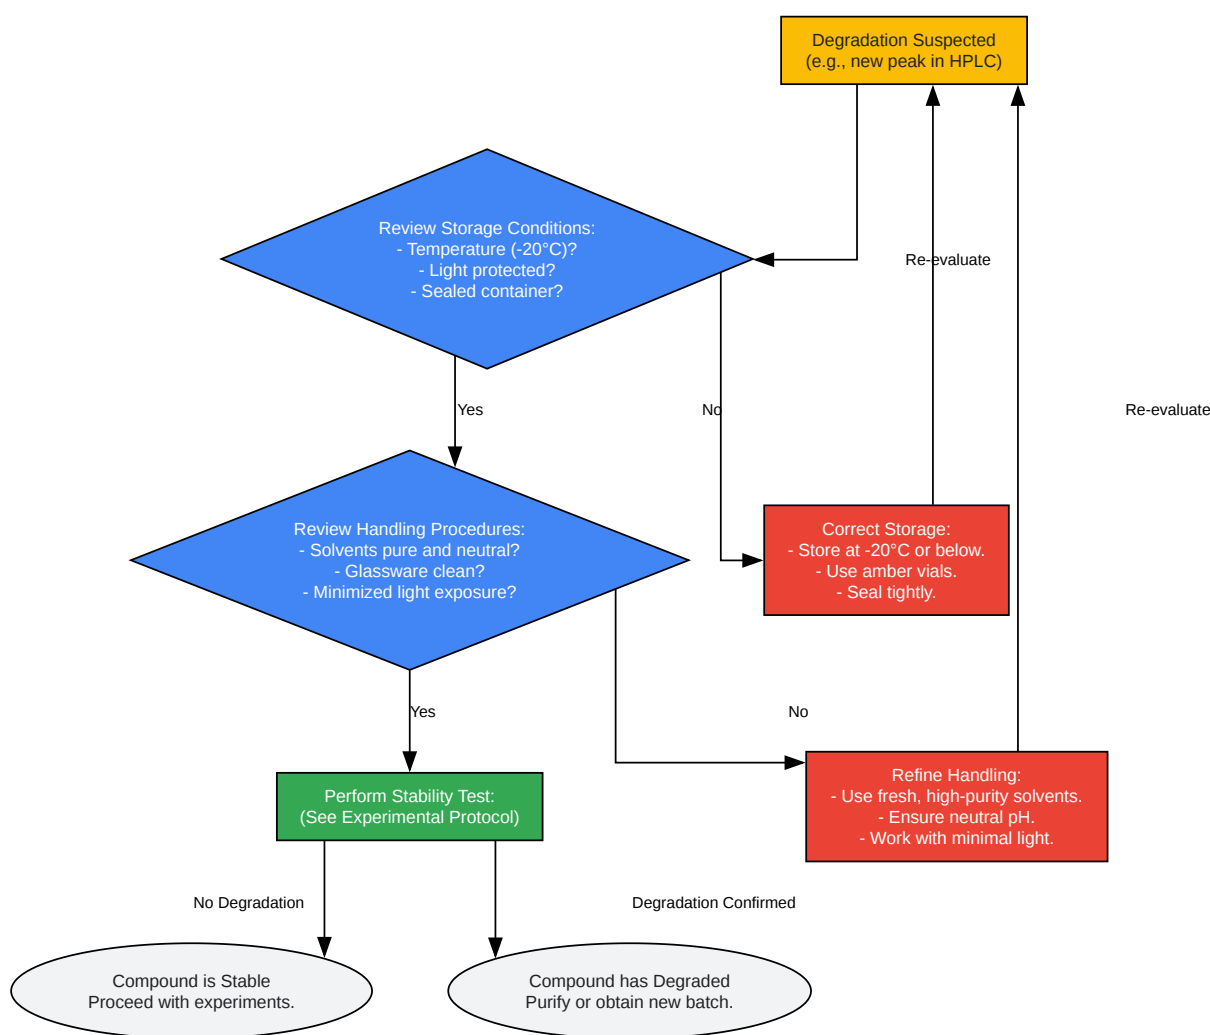 Degradation Suspected
(e.g., new peak in HPLC)
Review Storage Conditions:
- Temperature (-20°C)?
- Light protected?
- Sealed container?
Re-evaluate
Yes
No
Re-evaluate
Review Handling Procedures:
- Solvents pure and neutral?
- Glassware clean?
- Minimized light exposure?
Correct Storage:
- Store at -20°C or below.
- Use amber vials.
- Seal tightly.
Yes
No
Perform Stability Test:
(See Experimental Protocol)
Refine Handling:
- Use fresh, high-purity solvents.
- Ensure neutral pH.
- Work with minimal light.
No Degradation
Degradation Confirmed
Compound is Stable
Proceed with experiments.
Compound has Degraded
Purify or obtain new batch.